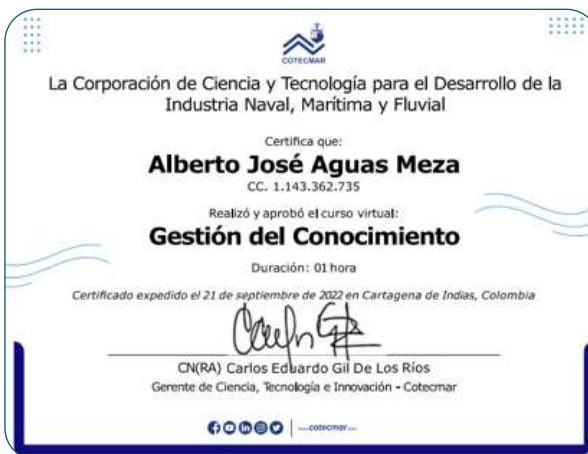 COTECMAR
La Corporación de Ciencia y Tecnología para el Desarrollo de la
Industria Naval, Marítima y Fluvial
Certifica que:
Alberto José Aguas Meza
CC. 1.143.362.735
Realizó y aprobó el curso virtual:
Gestión del Conocimiento
Duración: 01 hora
Certificado expedido el 21 de septiembre de 2022 en Cartagena de Indias, Colombia
CN(RA) Carlos Eduardo Gil De Los Ríos
Gerente de Ciencia, Tecnología e Innovación - Cotecmar
cotecmar